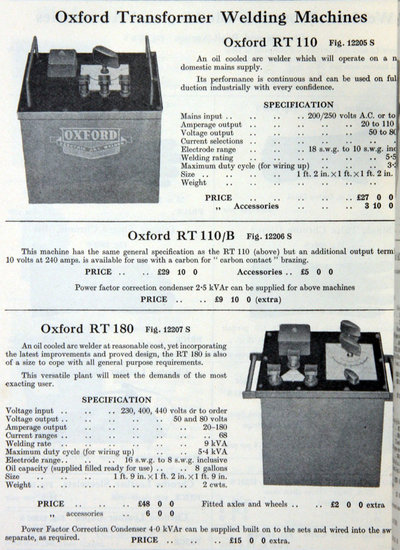 Oxford Transformer Welding Machines
Oxford RT 110 Fig. 12205 S
An oil cooled arc welder which will operate on a n
domestic mains supply.
Its performance is continuous and can be used on ful
duction industrially with every confidence.
SPECIFICATION
Mains input .. .. .. .. 200/250 volts A.C. or to
Amperage output .. .. .. .. .. 20 to 110
Voltage output .. .. .. .. .. 50 to 80
Current selections .. .. .. .. ..
Electrode range .. .. 18 s.w.g. to 10 s.w.g. inc
Welding rating .. .. .. .. .. 5·5
Maximum duty cycle (for wiring up) .. .. 3·
Size .. .. .. .. 1 ft. 2 in. × 1 ft. × 1 ft. 2 in.
Weight .. .. .. .. ..
PRICE .. .. .. .. £27 0 0
,, Accessories .. .. .. 3 10 0
OXFORD
Oxford RT 110/B Fig. 12206 S
This machine has the same general specification as the RT 110 (above) but an additional output term
10 volts at 240 amps. is available for use with a carbon for " carbon contact " brazing.
PRICE .. .. £29 10 0 Accessories .. £5 0 0
Power factor correction condenser 2·5 kVAr can be supplied for above machines
PRICE .. .. £9 10 0 (extra)
Oxford RT 180 Fig. 12207 S
An oil cooled arc welder at reasonable cost, yet incorporating
the latest improvements and proved design, the RT 180 is also
of a size to cope with all general purpose requirements.
This versatile plant will meet the demands of the most
exacting user.
SPECIFICATION
Voltage input .. .. .. 230, 400, 440 volts or to order
Voltage output .. .. .. .. 50 and 80 volts
Amperage output .. .. .. .. 20–180
Current ranges .. .. .. .. .. 68
Welding rate .. .. .. .. .. 9 kVA
Maximum duty cycle (for wiring up) .. .. 5·4 kVA
Electrode range.. .. .. 16 s.w.g. to 8 s.w.g. inclusive
Oil capacity (supplied filled ready for use) .. .. 8 gallons
Size .. .. .. .. 1 ft. 9 in. × 1 ft. 2 in. × 1 ft. 9 in.
Weight .. .. .. .. .. 2 cwts.
PRICE .. .. .. £48 0 0 Fitted axles and wheels .. .. £2 0 0 extra
,, accessories .. 6 0 0
Power Factor Correction Condenser 4·0 kVAr can be supplied built on to the sets and wired into the sw
separate, as required. PRICE .. .. £15 0 0 extra.